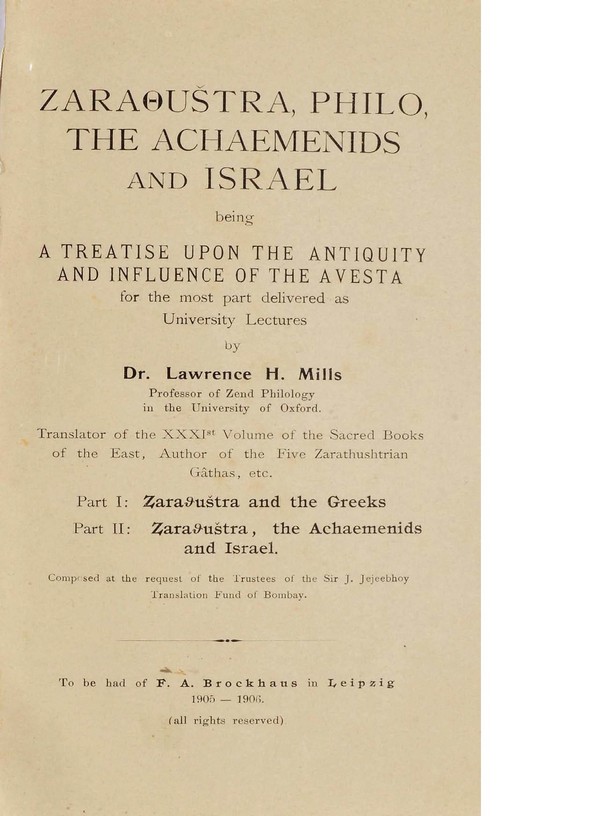 ZARAΘUŠTRA, PHILO,
THE ACHAEMENIDS
AND ISRAEL
being
A TREATISE UPON THE ANTIQUITY
AND INFLUENCE OF THE AVESTA
for the most part delivered as
University Lectures
by
Dr. Lawrence H. Mills
Professor of Zend Philology
in the University of Oxford.
Translator of the XXXIst Volume of the Sacred Books
of the East, Author of the Five Zarathushtrian
Gâthas, etc.
Part I: Zaraϑuštra and the Greeks
Part II: Zaraϑuštra, the Achaemenids
and Israel.
Composed at the request of the Trustees of the Sir J. Jejeebhoy
Translation Fund of Bombay.
To be had of F. A. Brockhaus in Leipzig
1905 — 1906.
(all rights reserved)